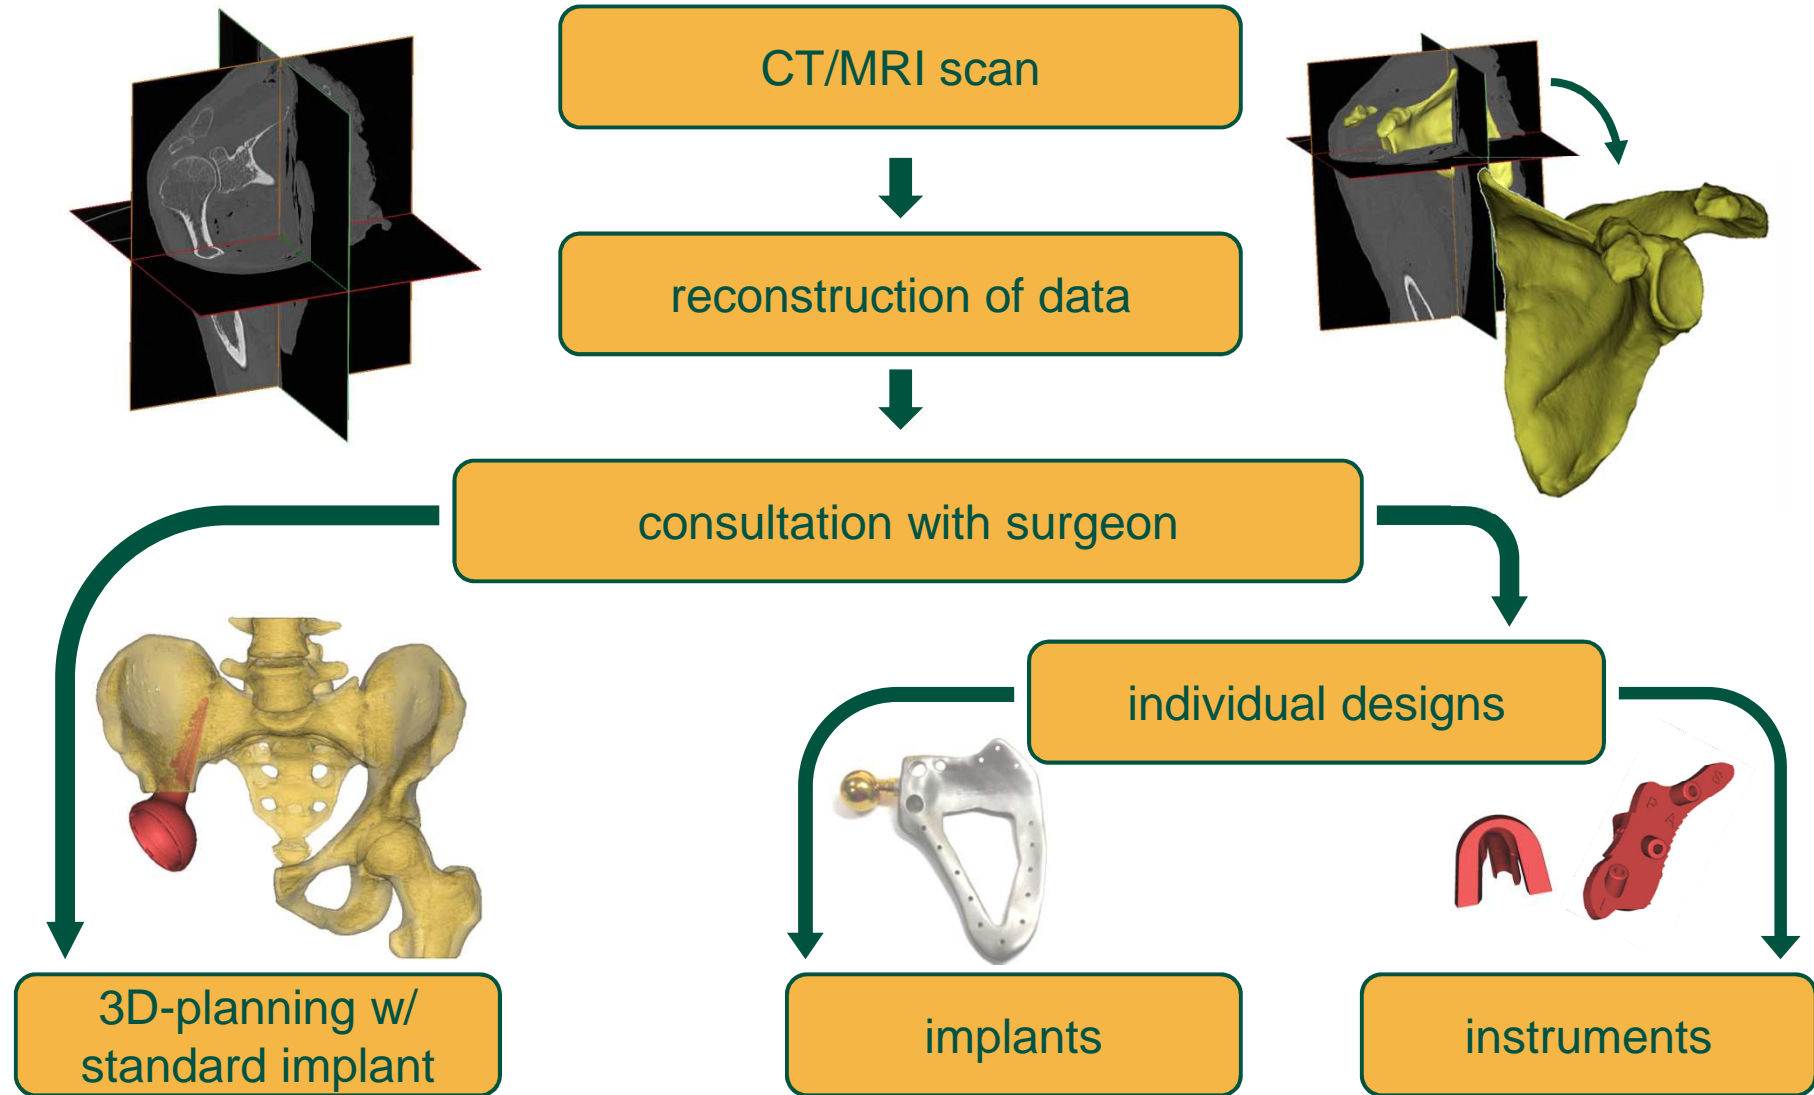 CT/MRI scan
reconstruction of data
consultation with surgeon
individual designs
S
P
A
I
3D-planning w/
standard implant
implants
instruments